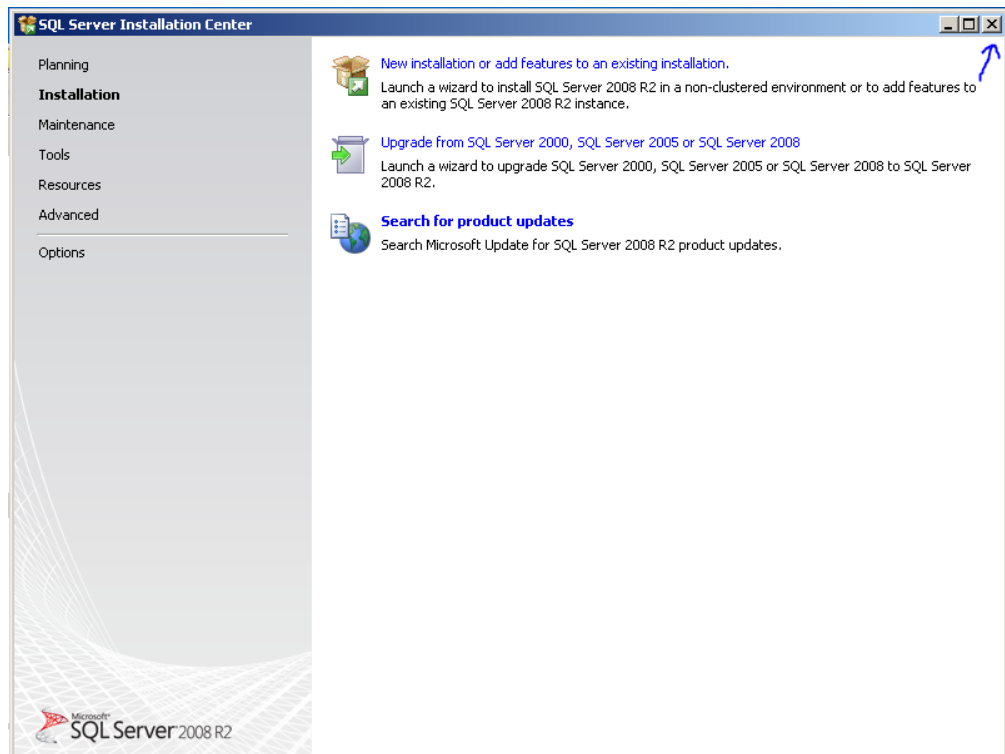 SQL Server Installation Center
Planning
Installation
Maintenance
Tools
Resources
Advanced
Options
New installation or add features to an existing installation.
Launch a wizard to install SQL Server 2008 R2 in a non-clustered environment or to add features to
an existing SQL Server 2008 R2 instance.
Upgrade from SQL Server 2000, SQL Server 2005 or SQL Server 2008
Launch a wizard to upgrade SQL Server 2000, SQL Server 2005 or SQL Server 2008 to SQL Server
2008 R2.
Search for product updates
Search Microsoft Update for SQL Server 2008 R2 product updates.
Microsoft®
SQL Server 2008 R2